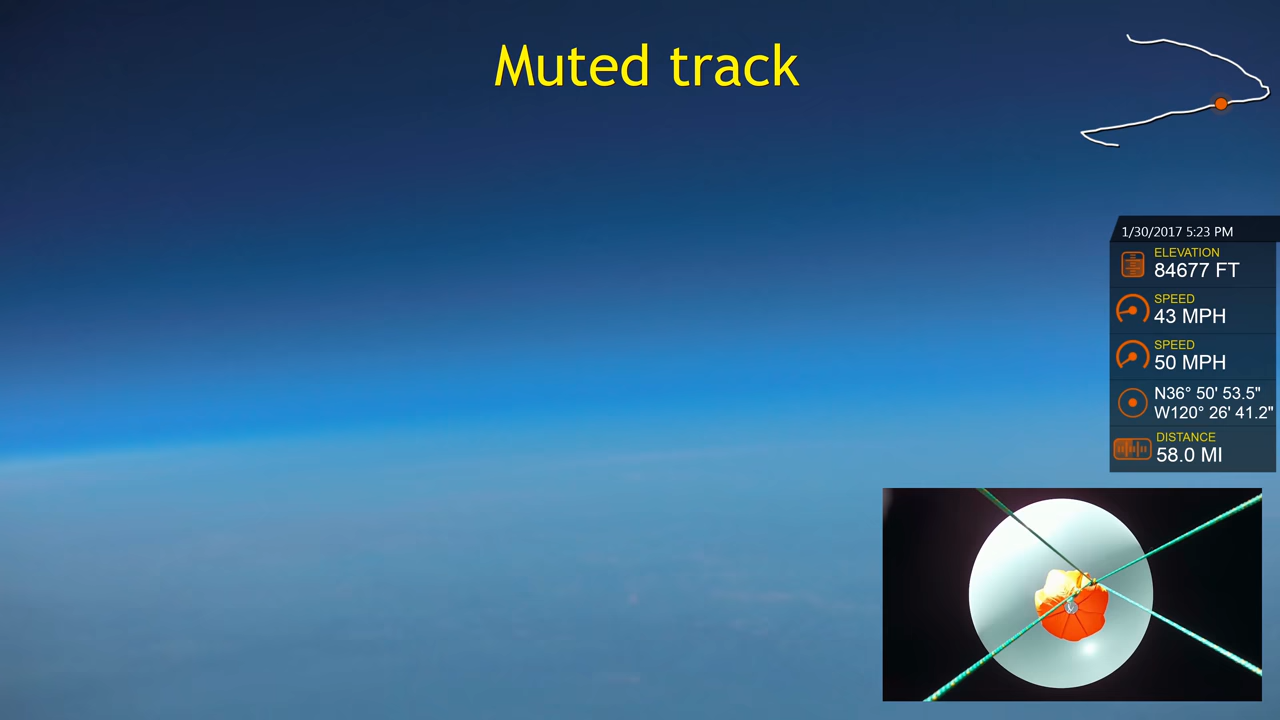 Muted track
1/30/2017 5:23 PM
ELEVATION
84677 FT
SPEED
43 MPH
SPEED
50 MPH
N36° 50' 53.5"
W120° 26' 41.2"
DISTANCE
58.0 MI